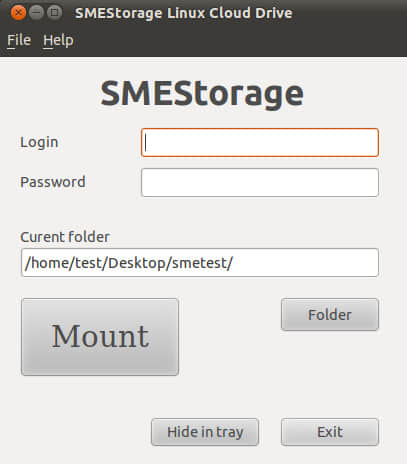 SMEStorage Linux Cloud Drive
File Help
SMEStorage
Login
Password
Curent folder
/home/test/Desktop/smetest/
Mount
Folder
Hide in tray
Exit